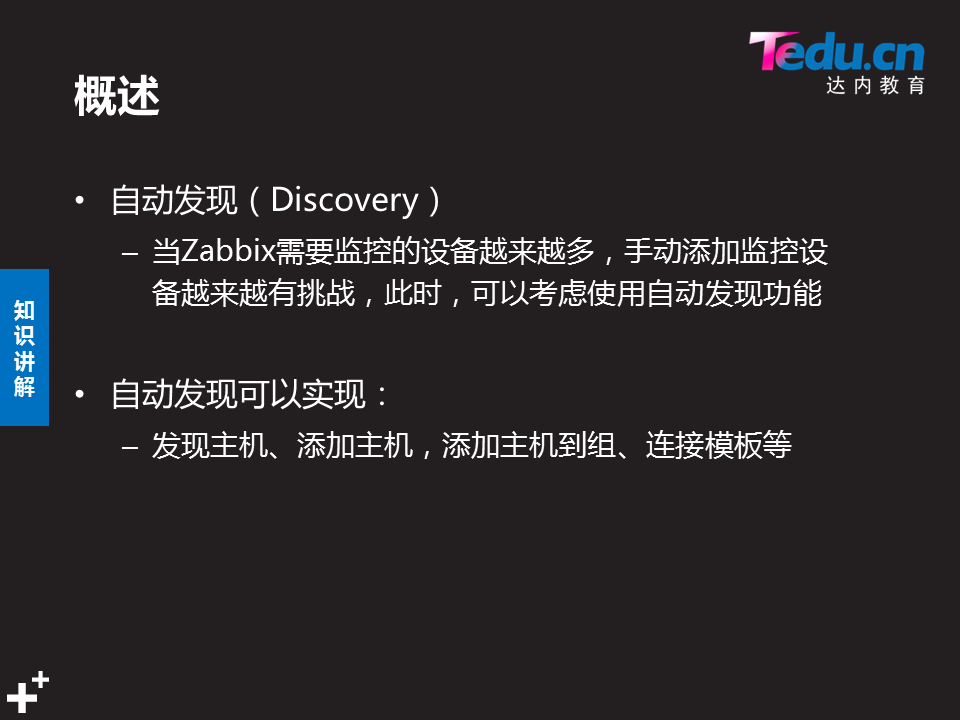 Tedu.cn
达内教育
概述
• 自动发现（Discovery）
– 当Zabbix需要监控的设备越来越多，手动添加监控设
备越来越有挑战，此时，可以考虑使用自动发现功能
知
识
讲
解
• 自动发现可以实现：
– 发现主机、添加主机，添加主机到组、连接模板等